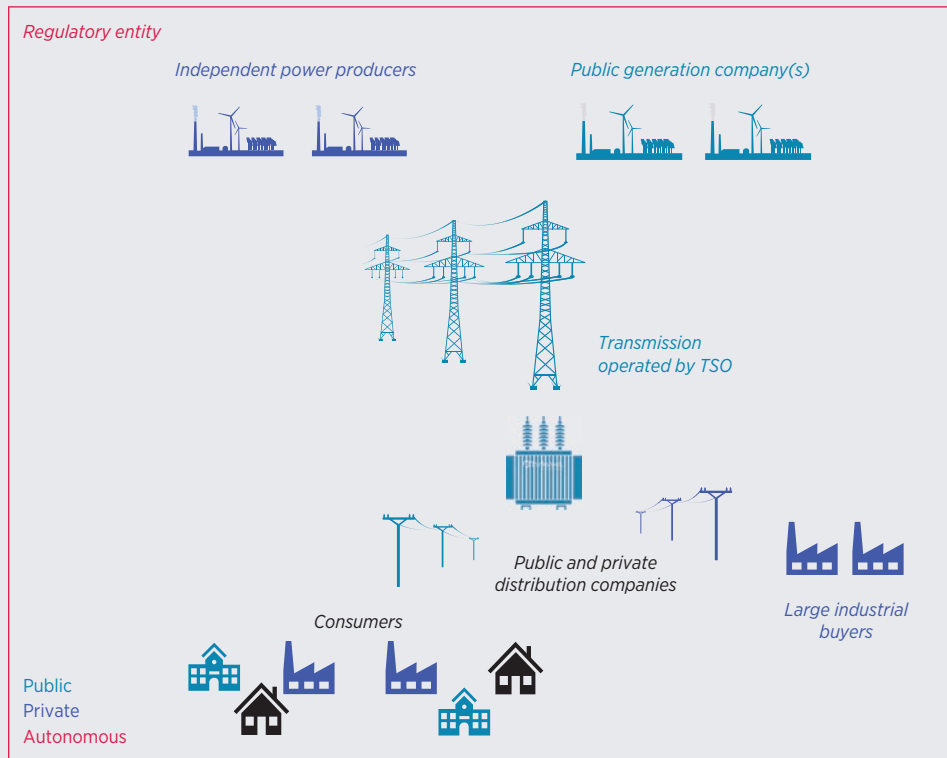 Regulatory entity
Independent power producers
Public generation company(s)
Transmission
operated by TSO
Public and private
distribution companies
Large industrial
buyers
Consumers
Public
Private
Autonomous